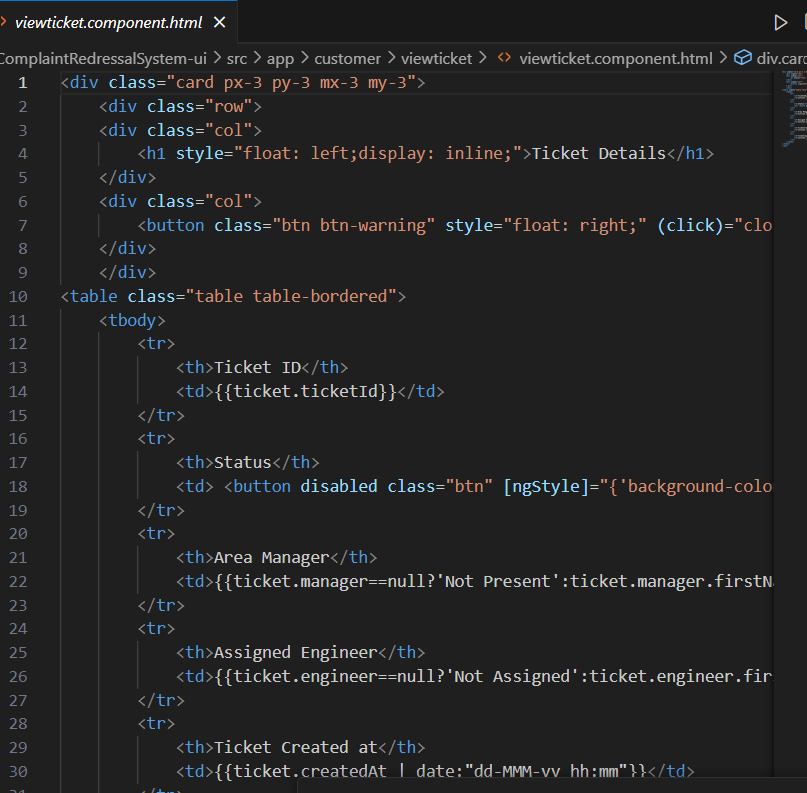 viewticket.component.html
ComplaintRedressalSystem-ui > src > app > customer > viewticket > <> viewticket.component.html > div.card
1 <div class="card px-3 py-3 mx-3 my-3">
2 <div class="row">
3 <div class="col">
4 <h1 style="float: left;display: inline;">Ticket Details</h1>
5 </div>
6 <div class="col">
7 <button class="btn btn-warning" style="float: right;" (click)="clo
8 </div>
9 </div>
10 <table class="table table-bordered">
11 <tbody>
12 <tr>
13 <th>Ticket ID</th>
14 <td>{{ticket.ticketId}}</td>
15 </tr>
16 <tr>
17 <th>Status</th>
18 <td> <button disabled class="btn" [ngStyle]="{'background-colo
19 </tr>
20 <tr>
21 <th>Area Manager</th>
22 <td>{{ticket.manager==null?'Not Present':ticket.manager.firstN
23 </tr>
24 <tr>
25 <th>Assigned Engineer</th>
26 <td>{{ticket.engineer==null?'Not Assigned':ticket.engineer.fir
27 </tr>
28 <tr>
29 <th>Ticket Created at</th>
30 <td>{{ticket.createdAt | date:"dd-MMM-yy hh:mm"}}</td>
31 </tr>